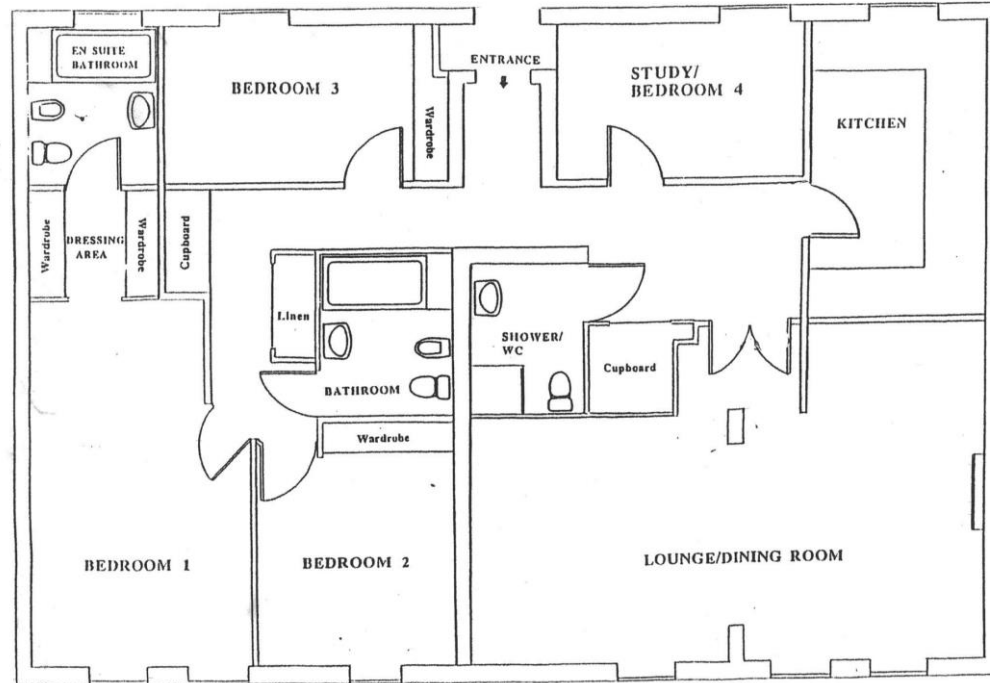 EN SUITE
BATHROOM
BEDROOM 3
Wardrobe
ENTRANCE
STUDY/
BEDROOM 4
KITCHEN
Wardrobe
DRESSING
AREA
Wardrobe
Cupboard
Linen
BATHROOM
SHOWER/
WC
Cupboard
Wardrobe
BEDROOM 1
BEDROOM 2
LOUNGE/DINING ROOM